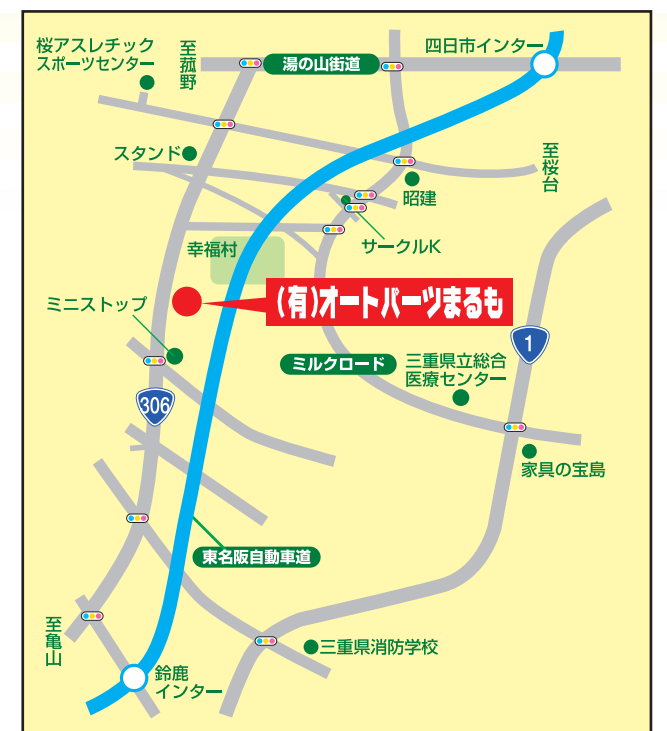 桜アスレチック
スポーツセンター
至菰野
湯の山街道
四日市インター
スタンド
至桜台
昭建
サークルK
幸福村
(有)オートパーツまるも
ミニストップ
1
ミルクロード
三重県立総合
医療センター
306
家具の宝島
東名阪自動車道
至亀山
三重県消防学校
鈴鹿
インター